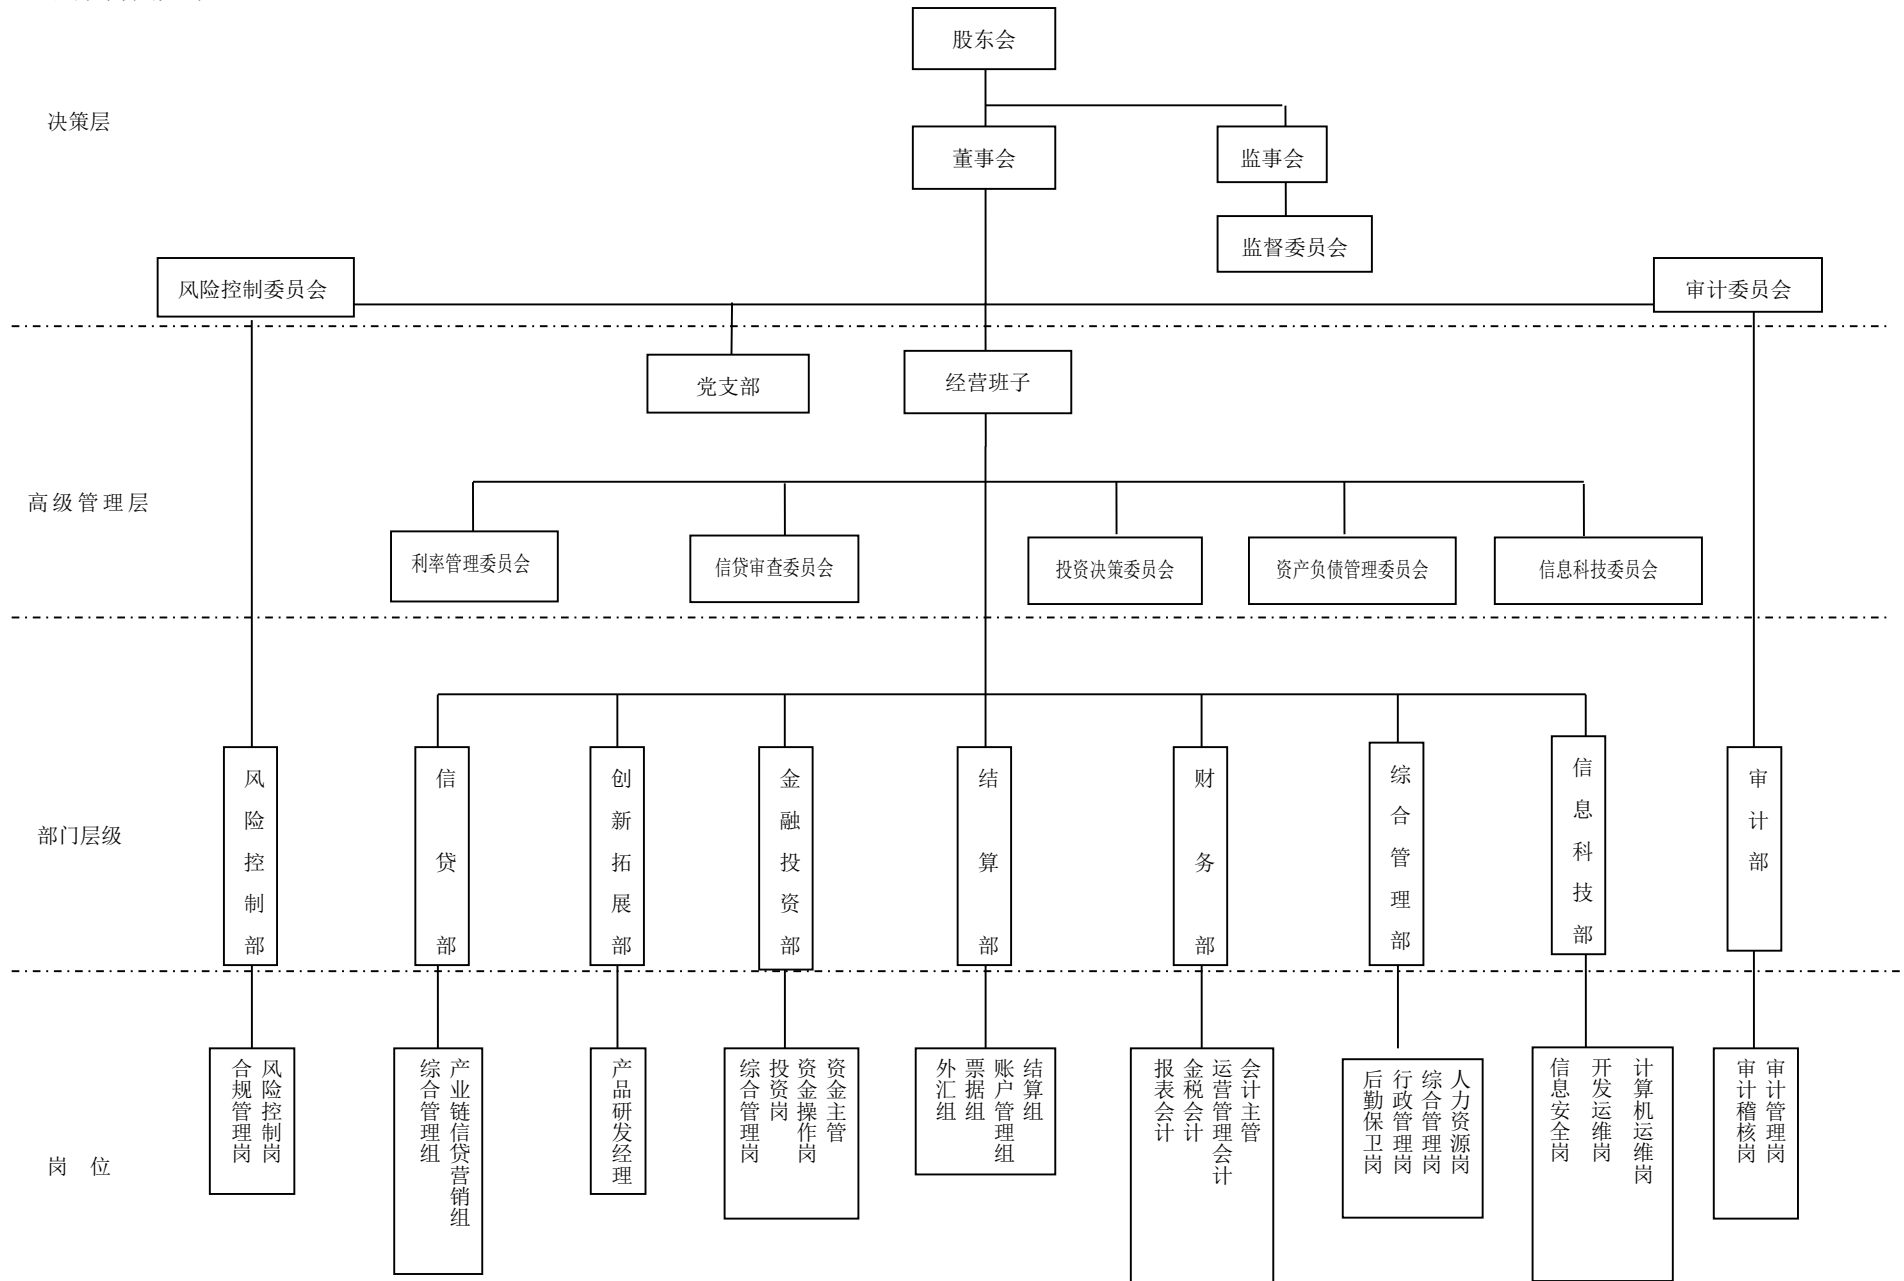 股东会
决策层
董事会
监事会
监督委员会
风险控制委员会
审计委员会
党支部
经营班子
高级管理层
利率管理委员会
信贷审查委员会
投资决策委员会
资产负债管理委员会
信息科技委员会
部门层级
风险控制部
信贷部
创新拓展部
金融投资部
结算部
财务部
综合管理部
信息科技部
审计部
岗 位
风险控制岗
合规管理岗
产业链信贷营销组
综合管理组
产品研发经理
资金主管
资金操作岗
投资岗
综合管理岗
结算组
账户管理组
票据组
外汇组
会计主管
运营管理会计
金税会计
报表会计
人力资源岗
综合管理岗
行政管理岗
后勤保卫岗
计算机运维岗
开发运维岗
信息安全岗
审计管理岗
审计稽核岗